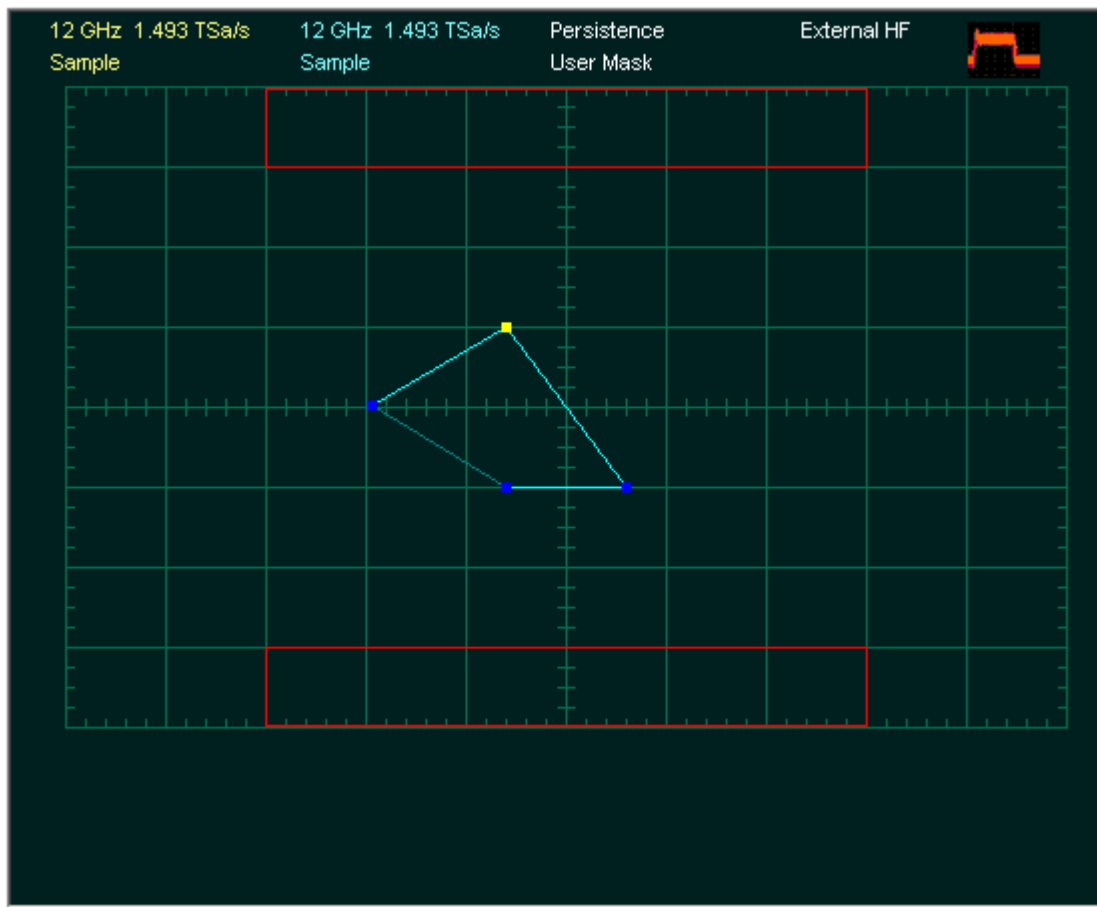 12 GHz 1.493 TSa/s 12 GHz 1.493 TSa/s Persistence External HF
Sample Sample User Mask